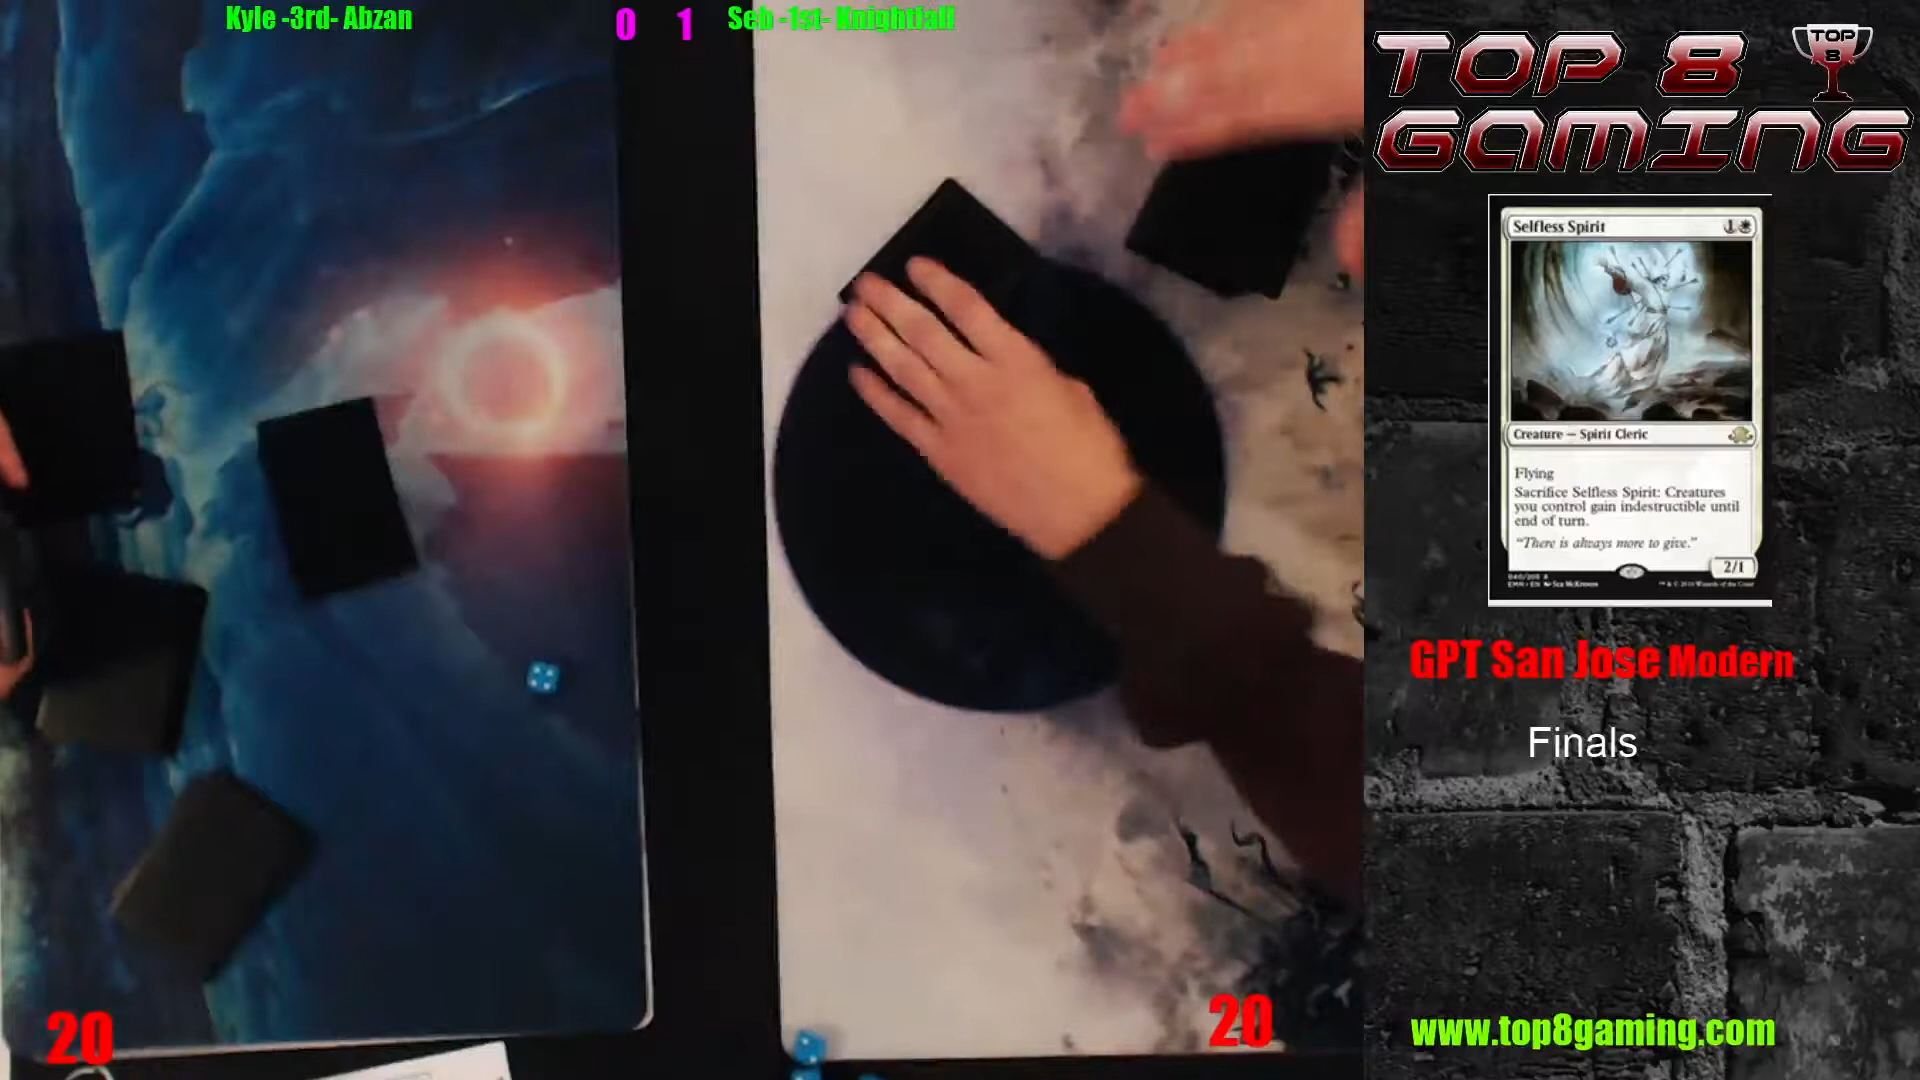 Kyle -3rd- Abzan
0 1
Seb -1st- Knightfall
TOP 8
TOP
8
GAMING
Selfless Spirit 1
Creature — Spirit Cleric
Flying
Sacrifice Selfless Spirit: Creatures
you control gain indestructible until
end of turn.
"There is always more to give."
2/1
GPT San Jose Modern
Finals
20
20
www.top8gaming.com